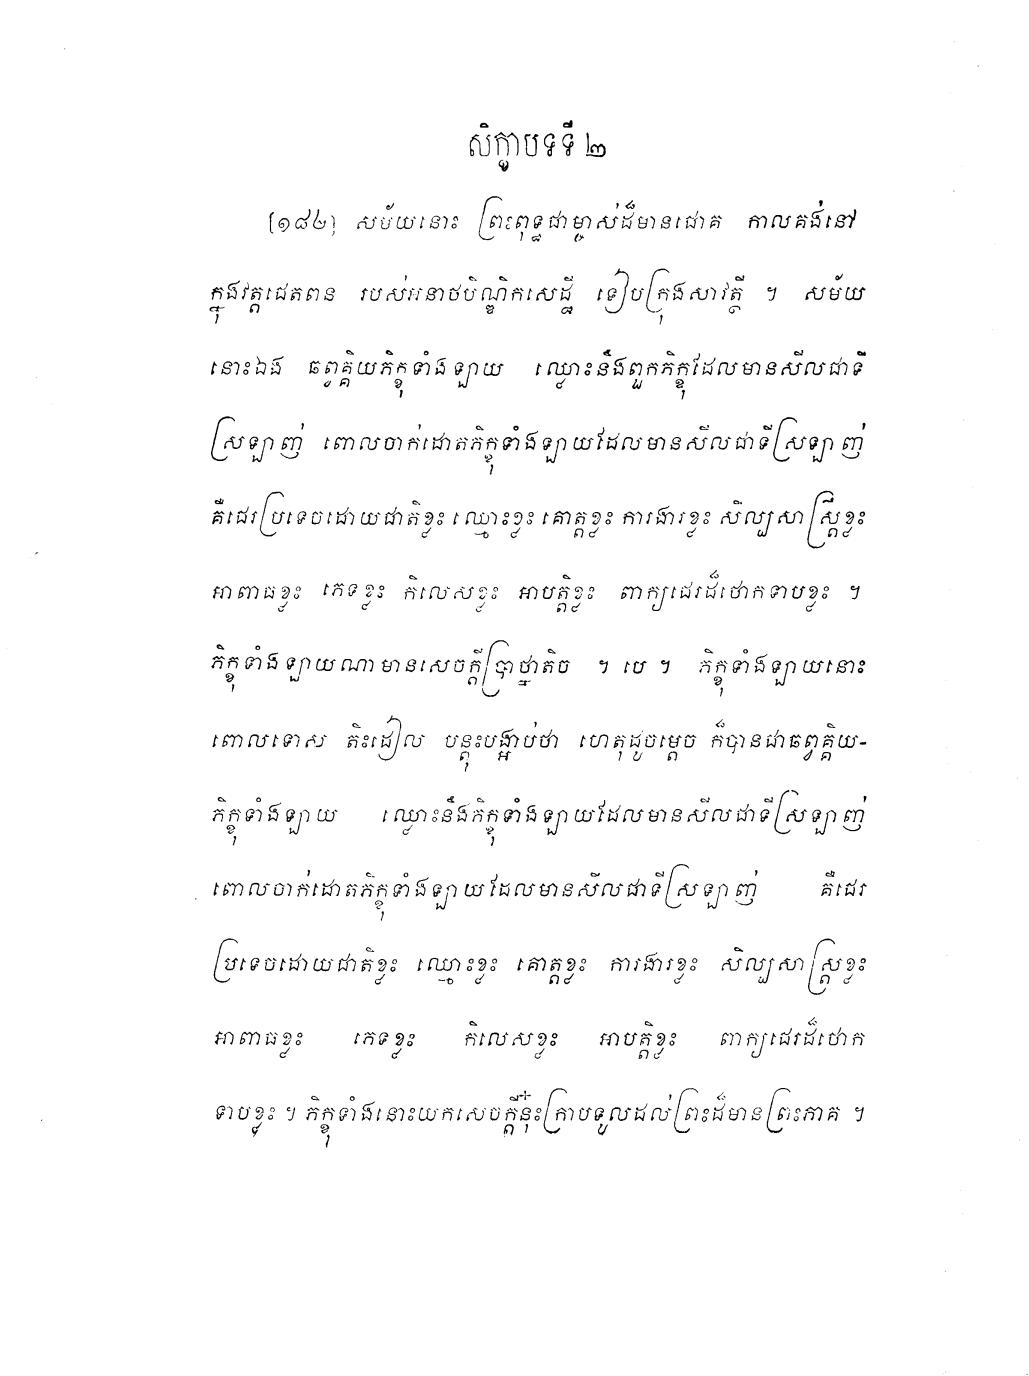 សិក្ខាបទទី ២
[១៨៤] សម័យនោះ ព្រះពុទ្ធជាម្ចាស់ដ៏មានជោគ កាលគង់នៅ
ក្នុងវត្តជេតពន របស់អនាថបិណ្ឌិកសេដ្ឋី ទៀបក្រុងសាវត្ថី ។ សម័យ
នោះឯង ឆព្វគ្គិយភិក្ខុទាំងឡាយ ឈ្លោះនឹងពួកភិក្ខុដែលមានសីលជាទី
ស្រឡាញ់ ពោលចាក់ដោតភិក្ខុទាំងឡាយដែលមានសីលជាទីស្រឡាញ់
គឺជេរប្រទេចដោយជាតិខ្លះ ឈ្មោះខ្លះ គោត្តខ្លះ ការងារខ្លះ សិល្បសាស្ត្រខ្លះ
អាពាធខ្លះ ភេទខ្លះ កិលេសខ្លះ អាបត្តិខ្លះ ពាក្យជេរដ៏ថោកទាបខ្លះ ។
ភិក្ខុទាំងឡាយណាមានសេចក្តីប្រាថ្នាតិច ។ បេ ។ ភិក្ខុទាំងឡាយនោះ
ពោលទោស តិះដៀល បន្តុះបង្អាប់ថា ហេតុដូចម្តេច ក៏បានជាឆព្វគ្គិយ-
ភិក្ខុទាំងឡាយ ឈ្លោះនឹងភិក្ខុទាំងឡាយដែលមានសីលជាទីស្រឡាញ់
ពោលចាក់ដោតភិក្ខុទាំងឡាយដែលមានសីលជាទីស្រឡាញ់ គឺជេរ
ប្រទេចដោយជាតិខ្លះ ឈ្មោះខ្លះ គោត្តខ្លះ ការងារខ្លះ សិល្បសាស្ត្រខ្លះ
អាពាធខ្លះ ភេទខ្លះ កិលេសខ្លះ អាបត្តិខ្លះ ពាក្យជេរដ៏ថោក
ទាបខ្លះ ។ ភិក្ខុទាំងនោះយកសេចក្តីនុ៎ះក្រាបទូលដល់ព្រះដ៏មានព្រះភាគ ។